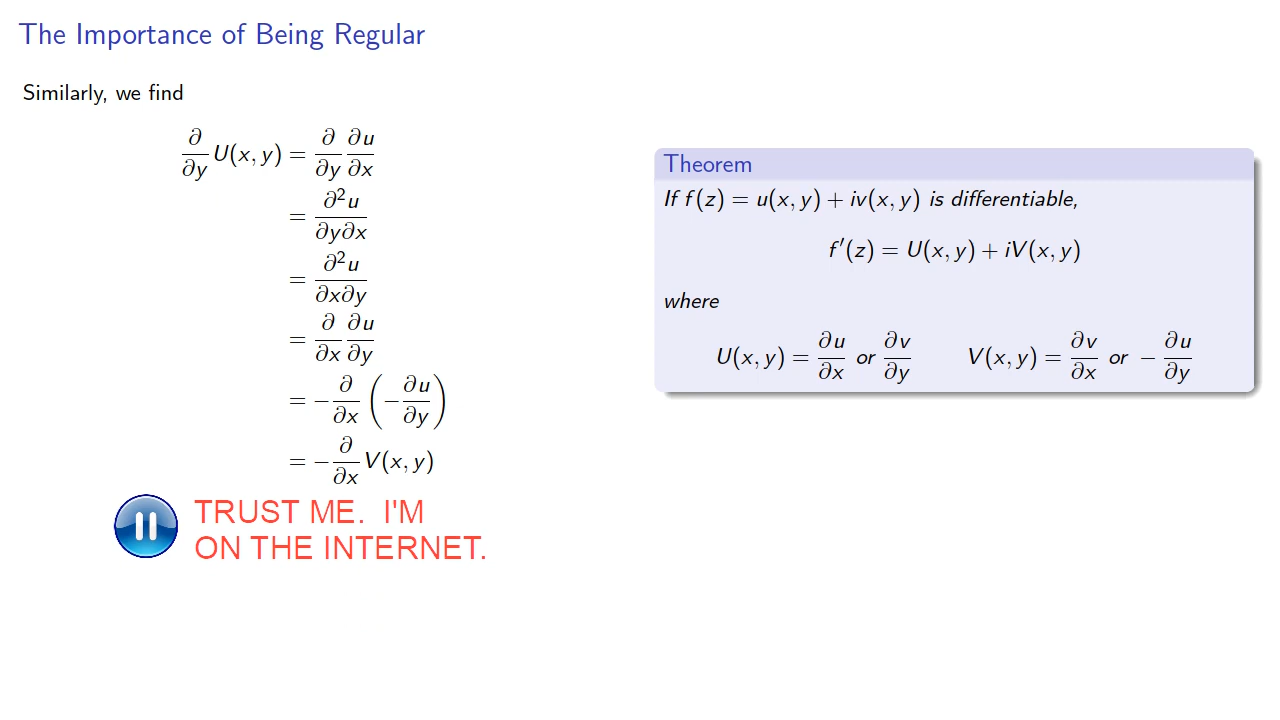 The Importance of Being Regular
Similarly, we find
∂/∂y U(x, y) = ∂/∂y ∂u/∂x
= ∂²u/∂y∂x
= ∂²u/∂x∂y
= ∂/∂x ∂u/∂y
= −∂/∂x (−∂u/∂y)
= −∂/∂x V(x, y)
TRUST ME. I'M
ON THE INTERNET.
Theorem
If f(z) = u(x, y) + iv(x, y) is differentiable,
f′(z) = U(x, y) + iV(x, y)
where
U(x, y) = ∂u/∂x or ∂v/∂y V(x, y) = ∂v/∂x or −∂u/∂y